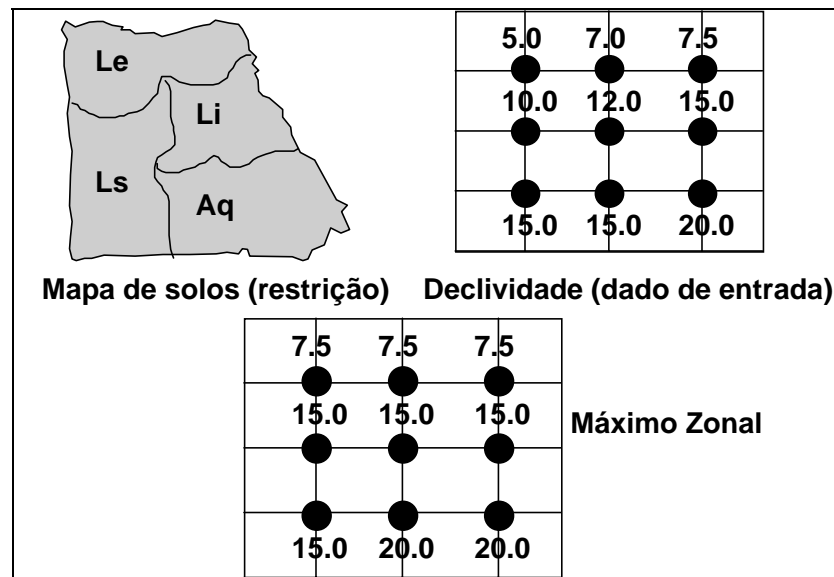 Le
Li
Ls
Aq
Mapa de solos (restrição)
5.0 7.0 7.5
10.0 12.0 15.0
15.0 15.0 20.0
Declividade (dado de entrada)
7.5 7.5 7.5
15.0 15.0 15.0
15.0 20.0 20.0
Máximo Zonal